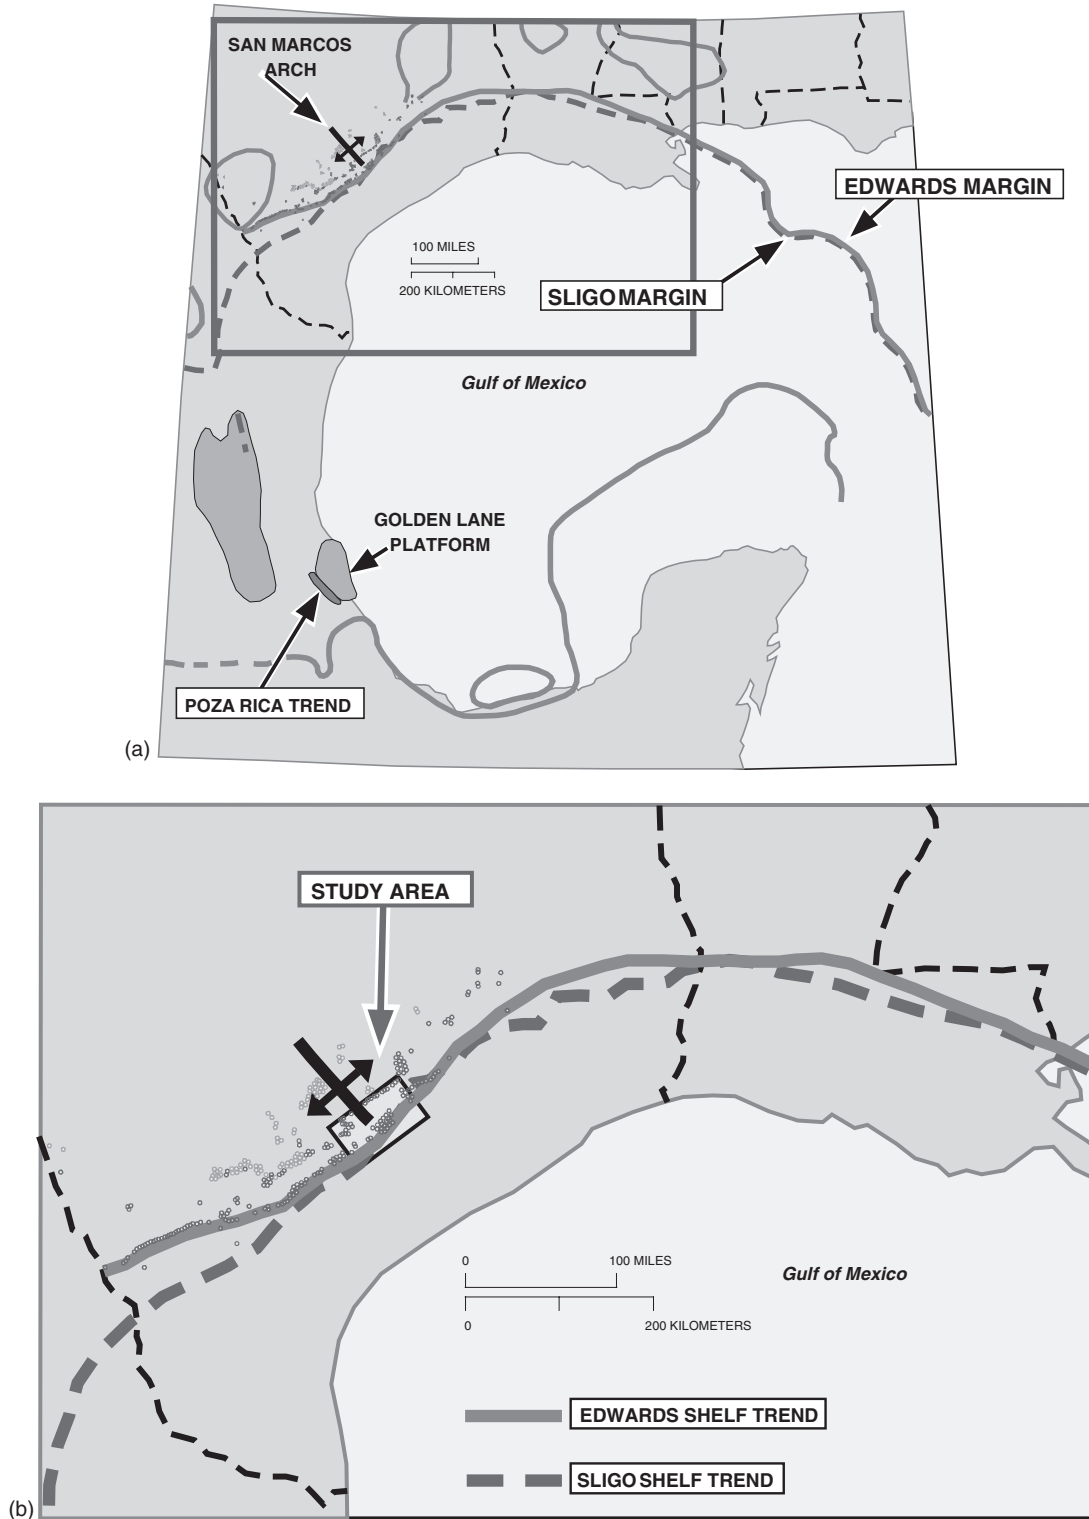 SAN MARCOS
ARCH
EDWARDS MARGIN
100 MILES
200 KILOMETERS
SLIGO MARGIN
Gulf of Mexico
GOLDEN LANE
PLATFORM
POZA RICA TREND
(a)
STUDY AREA
0 100 MILES
Gulf of Mexico
0 200 KILOMETERS
EDWARDS SHELF TREND
SLIGO SHELF TREND
(b)